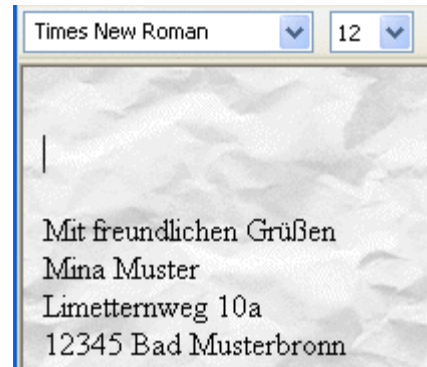 Times New Roman 12
Mit freundlichen Grüßen
Mina Muster
Limetternweg 10a
12345 Bad Musterbronn